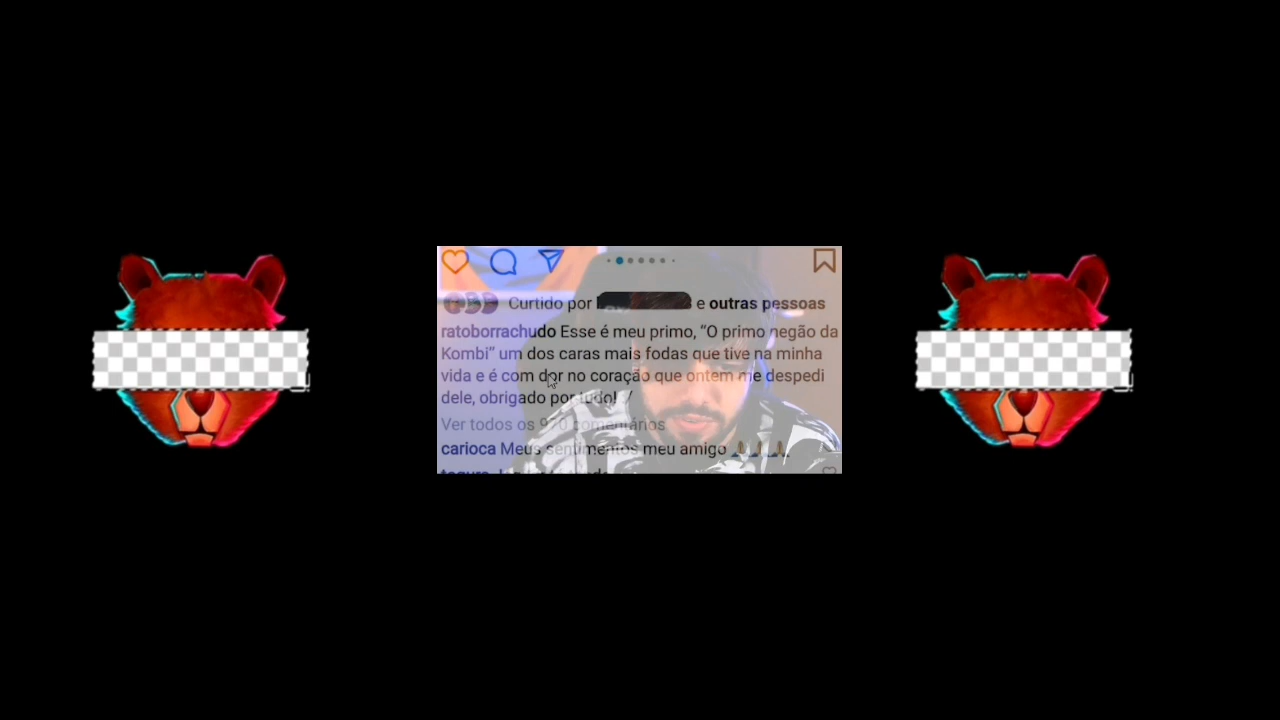 Curtido por e outras pessoas
ratoborrachudo Esse é meu primo, “O primo negão da
Kombi” um dos caras mais fodas que tive na minha
vida e é com dor no coração que ontem me despedi
dele, obrigado por tudo!
Ver todos os comentários
carioca Meus sentimentos meu amigo 🙏🏾🙏🏾🙏🏾